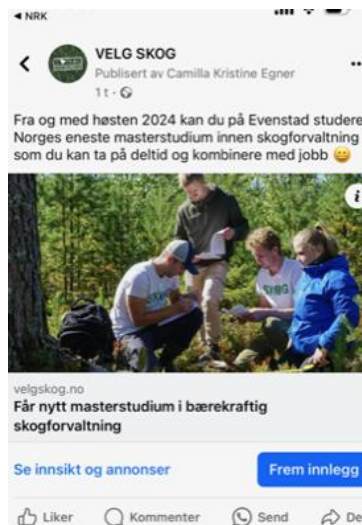 ◄ NRK
VELG SKOG
Publisert av Camilla Kristine Egner
1 t ·
Fra og med høsten 2024 kan du på Evenstad studere
Norges eneste masterstudium innen skogforvaltning
som du kan ta på deltid og kombinere med jobb 😀
SKOG
velgskog.no
Får nytt masterstudium i bærekraftig
skogforvaltning
Se innsikt og annonser
Frem innlegg
Liker
Kommenter
Send
De